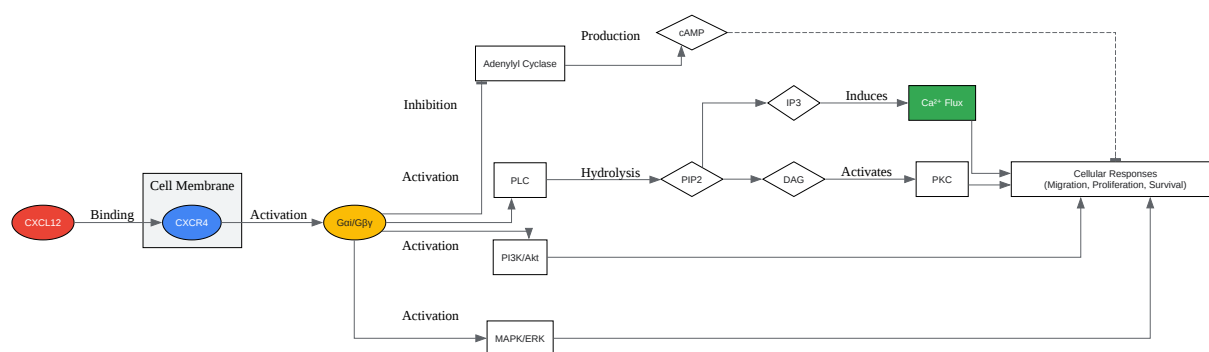 Production
cAMP
Adenylyl Cyclase
Inhibition
IP3
Induces
Ca²⁺ Flux
Activation
PLC
Hydrolysis
PIP2
DAG
Activates
PKC
Cellular Responses
(Migration, Proliferation, Survival)
Cell Membrane
CXCL12
Binding
CXCR4
Activation
Gαi/Gβγ
Activation
PI3K/Akt
Activation
MAPK/ERK